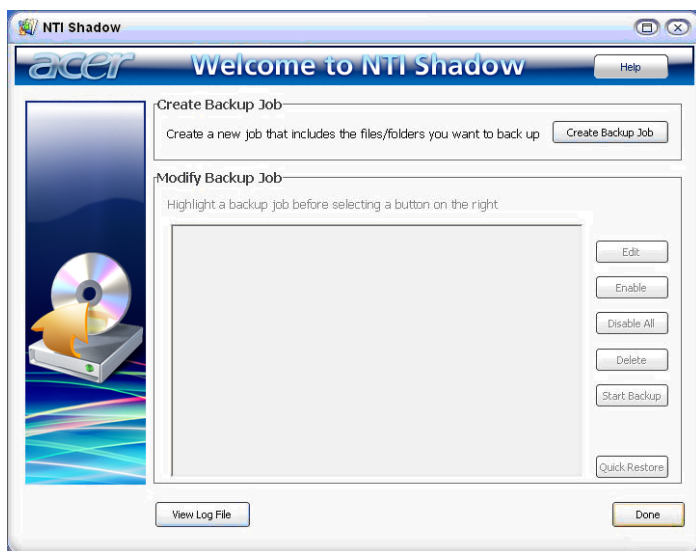 NTI Shadow
acer
Welcome to NTI Shadow
Help
Create Backup Job
Create a new job that includes the files/folders you want to back up
Create Backup Job
Modify Backup Job
Highlight a backup job before selecting a button on the right
Edit
Enable
Disable All
Delete
Start Backup
Quick Restore
View Log File
Done